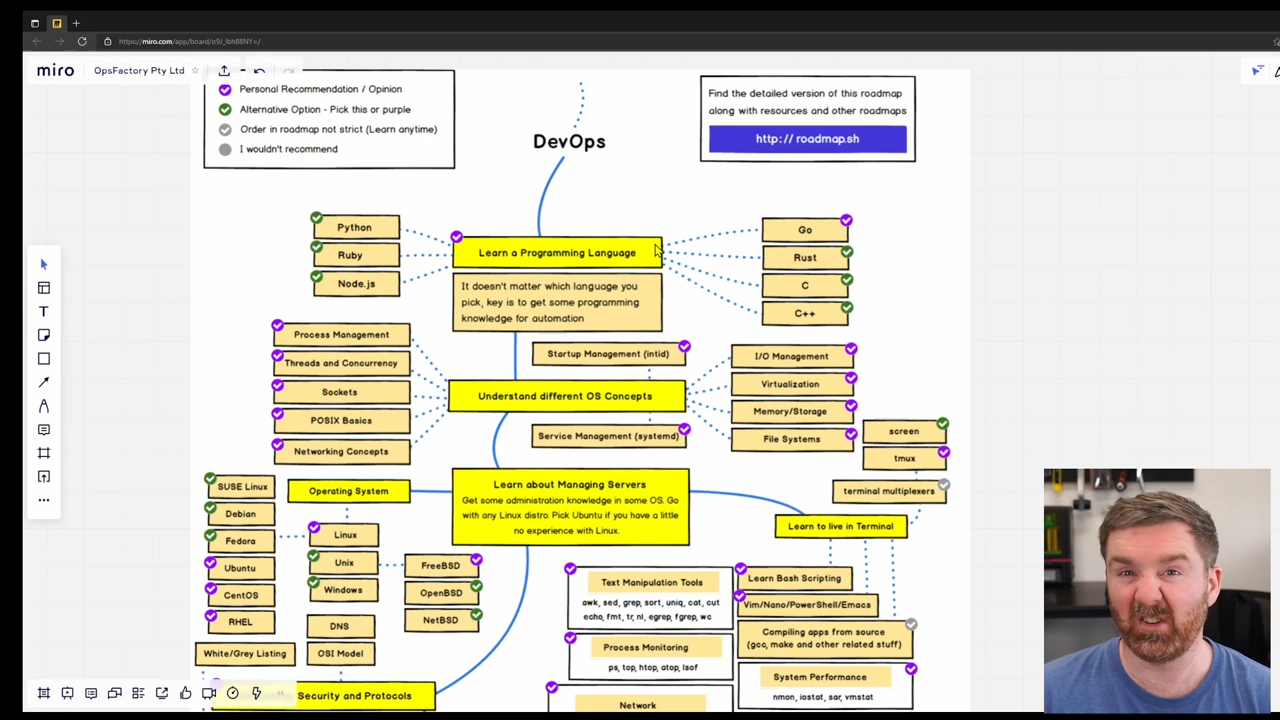 https://miro.com/app/board/o9J_lbh8BNY=/
miro
OpsFactory Pty Ltd
Personal Recommendation / Opinion
Alternative Option - Pick this or purple
Order in roadmap not strict (Learn anytime)
I wouldn't recommend
DevOps
Find the detailed version of this roadmap
along with resources and other roadmaps
http:// roadmap.sh
Python
Ruby
Node.js
Learn a Programming Language
It doesn't matter which language you
pick, key is to get some programming
knowledge for automation
Go
Rust
C
C++
Process Management
Threads and Concurrency
Sockets
POSIX Basics
Networking Concepts
Startup Management (intid)
Understand different OS Concepts
Service Management (systemd)
I/O Management
Virtualization
Memory/Storage
File Systems
screen
tmux
terminal multiplexers
Learn to live in Terminal
Learn about Managing Servers
Get some administration knowledge in some OS. Go
with any Linux distro. Pick Ubuntu if you have a little
no experience with Linux.
Operating System
SUSE Linux
Debian
Fedora
Ubuntu
CentOS
RHEL
Linux
Unix
Windows
FreeBSD
OpenBSD
NetBSD
DNS
OSI Model
White/Grey Listing
Security and Protocols
Text Manipulation Tools
awk, sed, grep, sort, uniq, cat, cut
echo, fmt, tr, nl, egrep, fgrep, wc
Process Monitoring
ps, top, htop, atop, lsof
Network
Learn Bash Scripting
Vim/Nano/PowerShell/Emacs
Compiling apps from source
(gcc, make and other related stuff)
System Performance
nmon, iostat, sar, vmstat